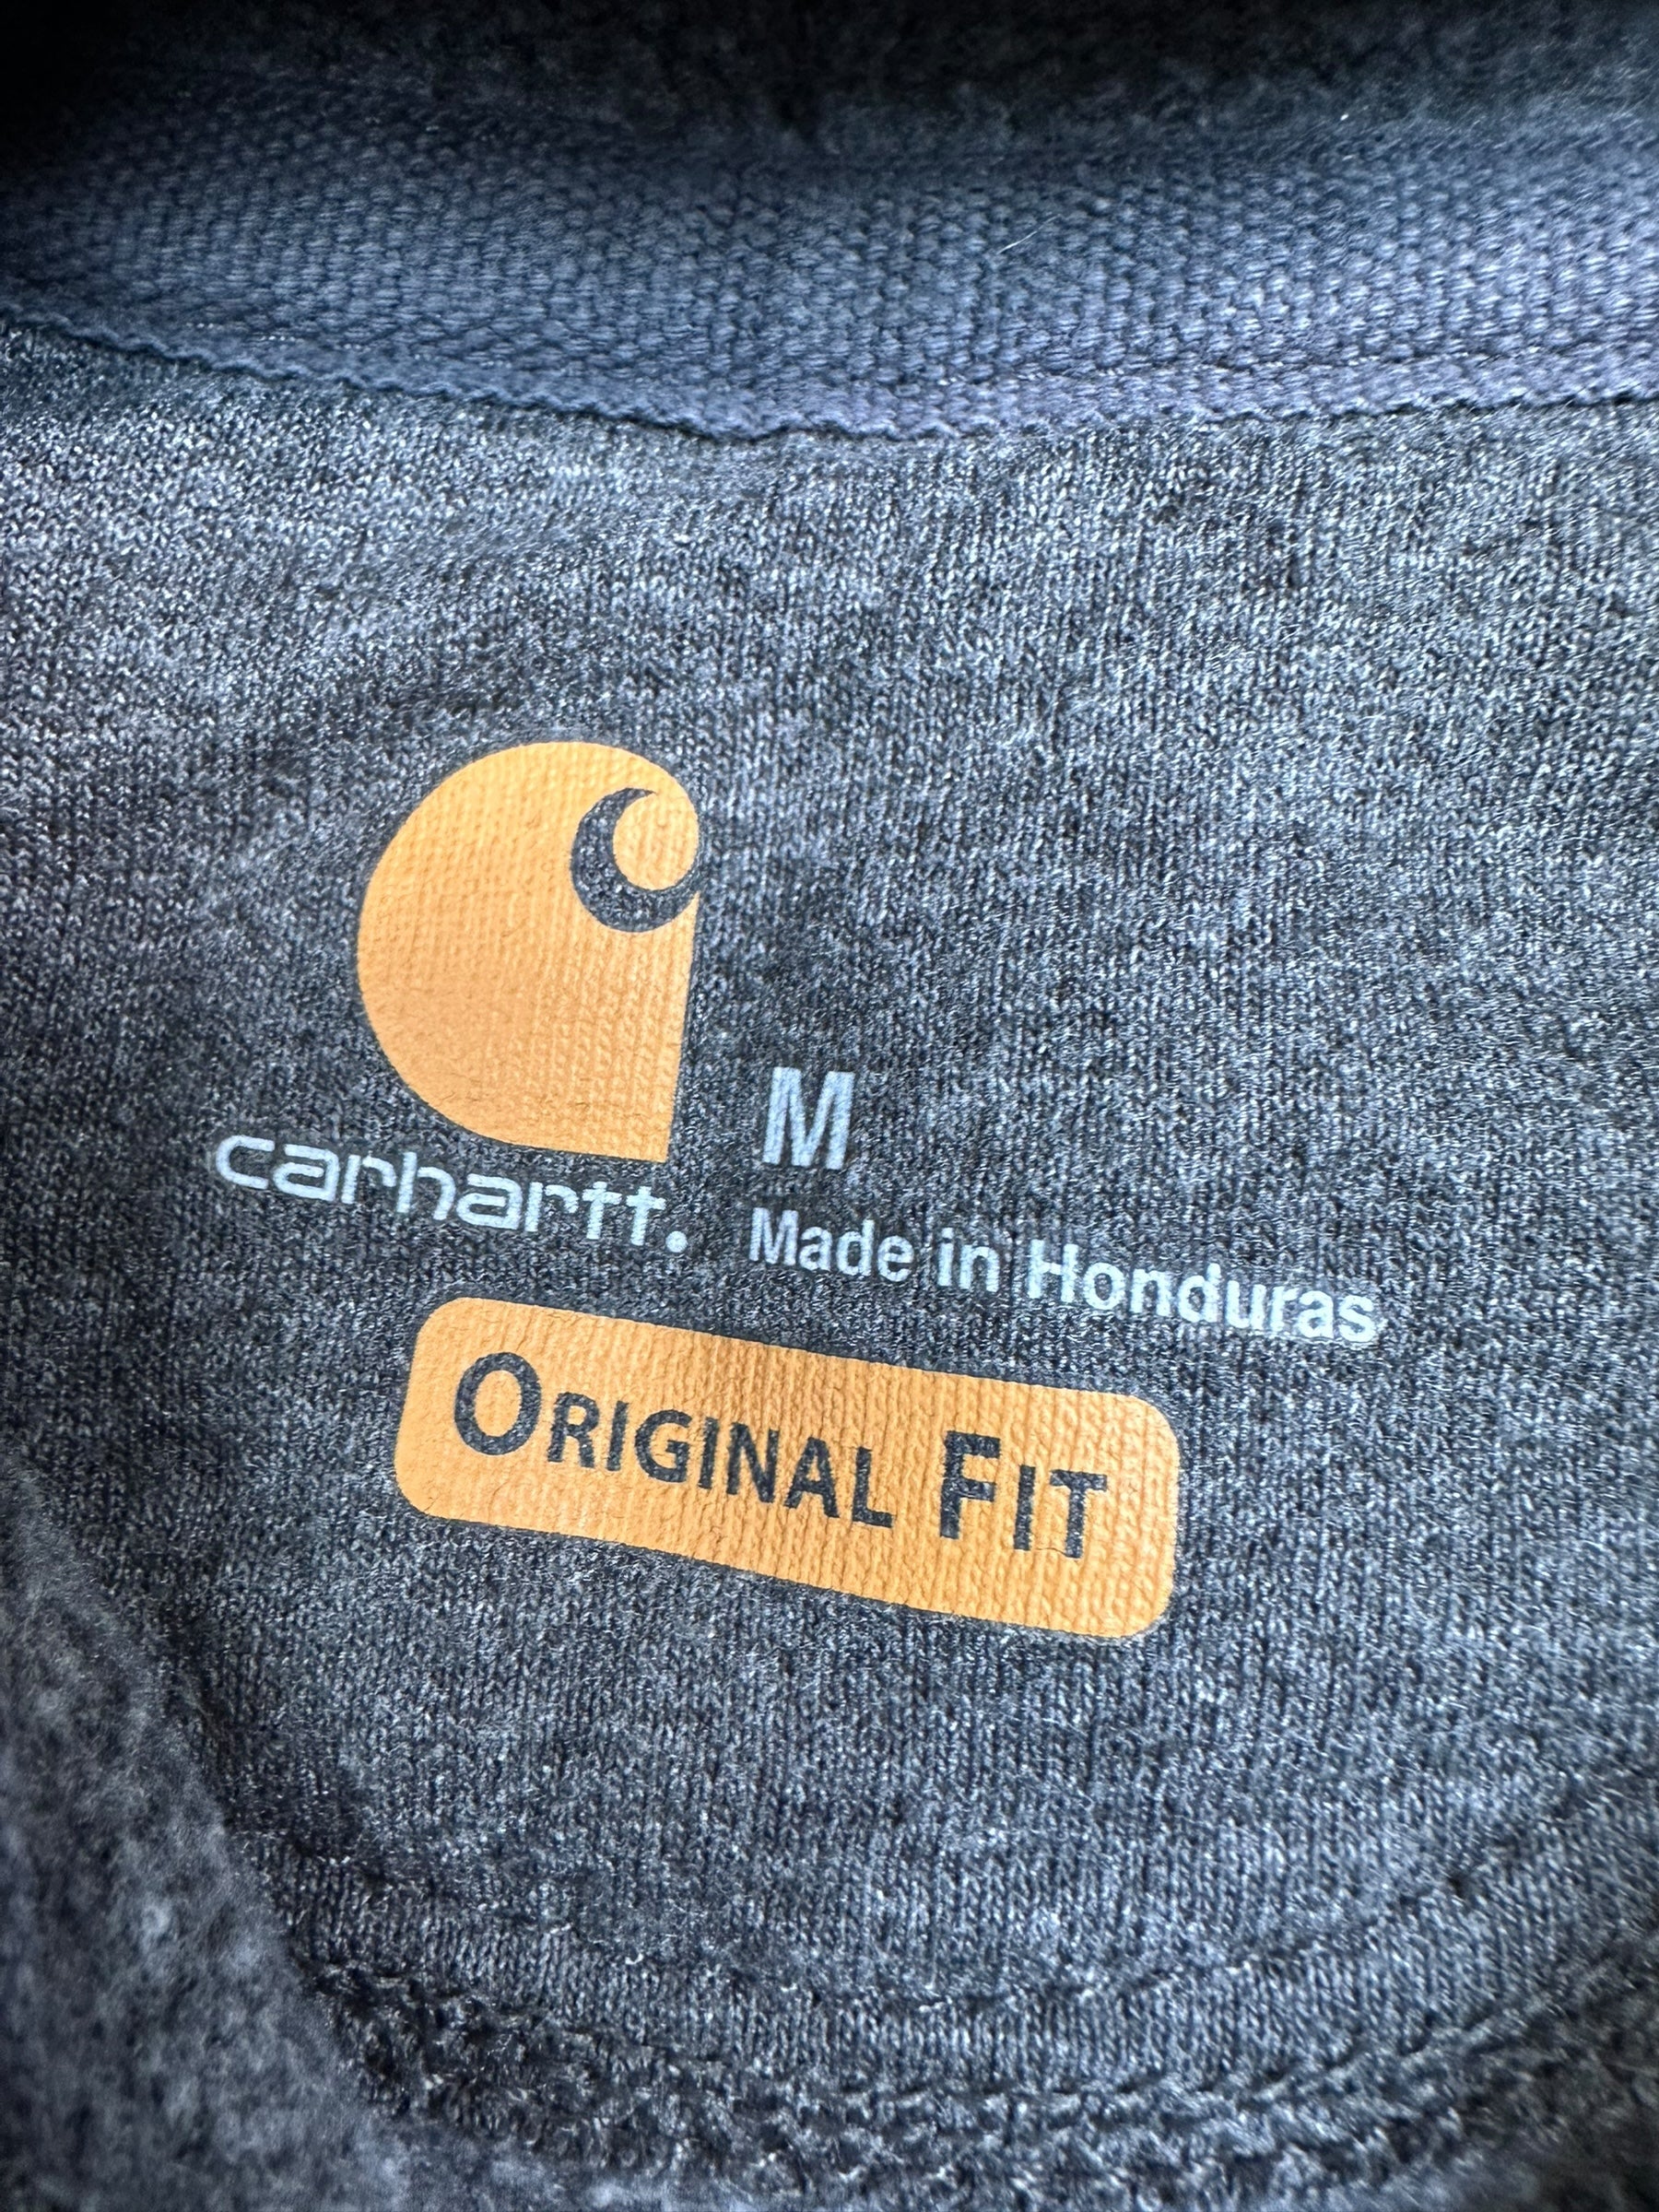 M
carhartt.
Made in Honduras
ORIGINAL FIT